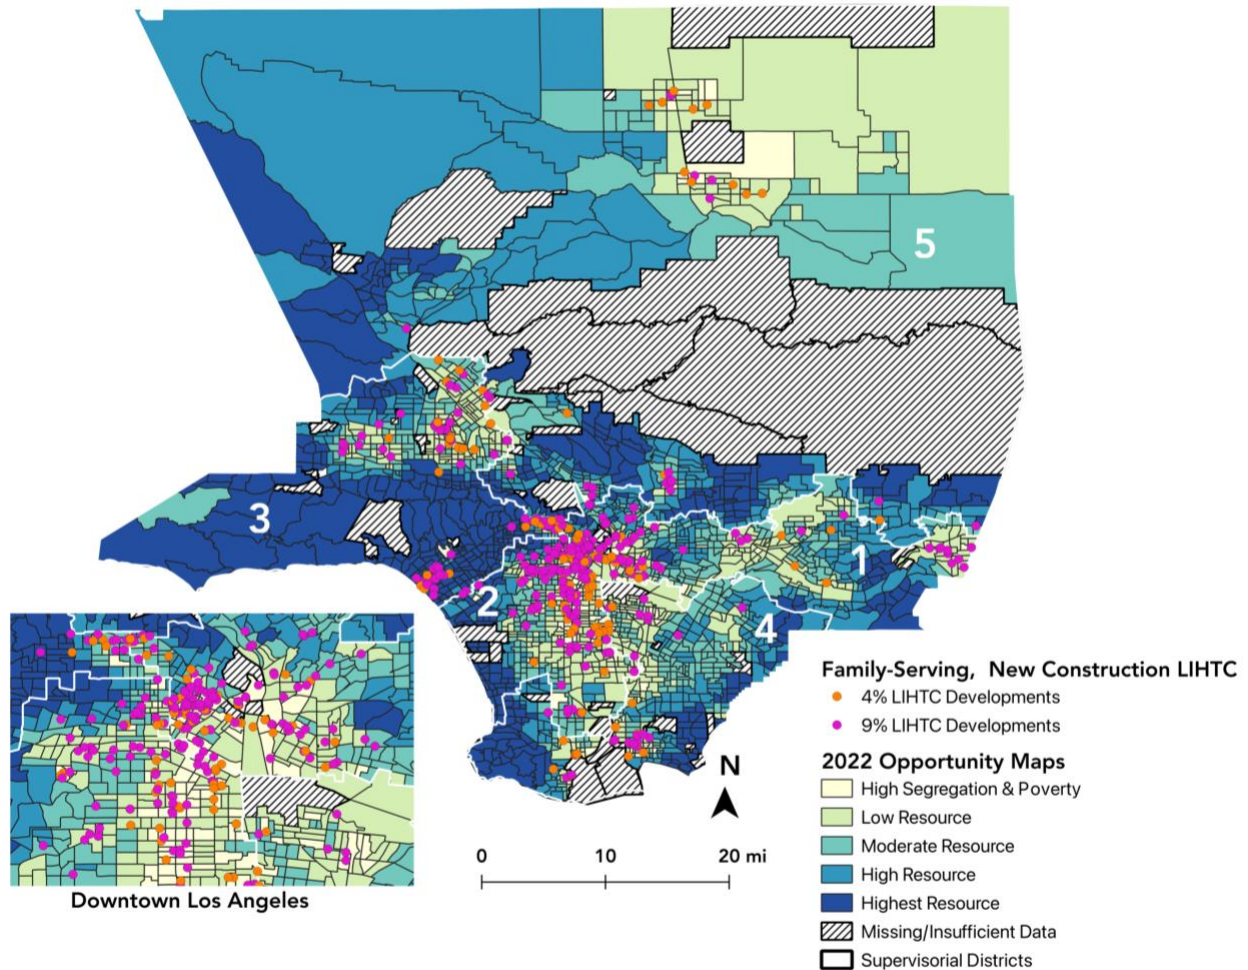 5
3
1
2
4
Downtown Los Angeles
Family-Serving, New Construction LIHTC
4% LIHTC Developments
9% LIHTC Developments
N
2022 Opportunity Maps
High Segregation & Poverty
Low Resource
Moderate Resource
High Resource
Highest Resource
Missing/Insufficient Data
Supervisorial Districts
0 10 20 mi